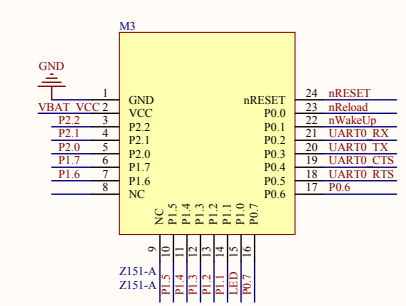 M3
GND
1 GND
VBAT_VCC 2 VCC
P2.2 3 P2.2
P2.1 4 P2.1
P2.0 5 P2.0
P1.7 6 P1.7
P1.6 7 P1.6
8 NC
nRESET 24 nRESET
P0.0 23 nReload
P0.1 22 nWakeUp
P0.2 21 UART0_RX
P0.3 20 UART0_TX
P0.4 19 UART0_CTS
P0.5 18 UART0_RTS
P0.6 17 P0.6
NC 9
P1.5 10 P1.5
P1.4 11 P1.4
P1.3 12 P1.3
P1.2 13 P1.2
P1.1 14 P1.1
P1.0 15 LED
P0.7 16 P0.7
Z151-A
Z151-A